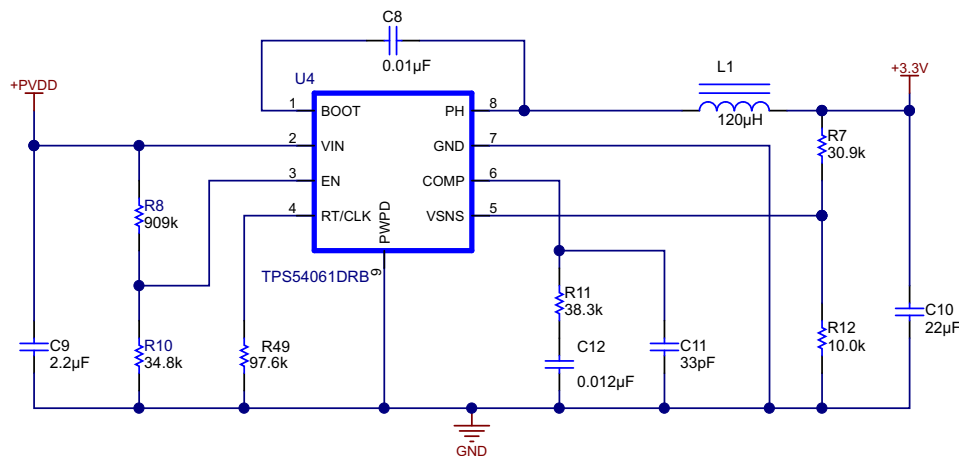 C8
0.01µF
U4
+PVDD
1
BOOT
2
VIN
3
EN
4
RT/CLK
PWPD
9
PH
8
GND
7
COMP
6
VSNS
5
TPS54061DRB
L1
120µH
+3.3V
R7
30.9k
R8
909k
R10
34.8k
C9
2.2µF
R49
97.6k
R11
38.3k
C12
0.012µF
C11
33pF
R12
10.0k
C10
22µF
GND